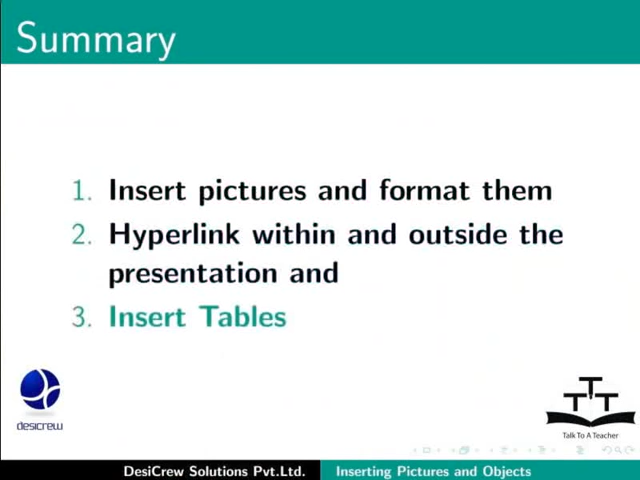 Summary
1. Insert pictures and format them
2. Hyperlink within and outside the
presentation and
3. Insert Tables
desicrew
TTT
Talk To A Teacher
DesiCrew Solutions Pvt.Ltd. Inserting Pictures and Objects